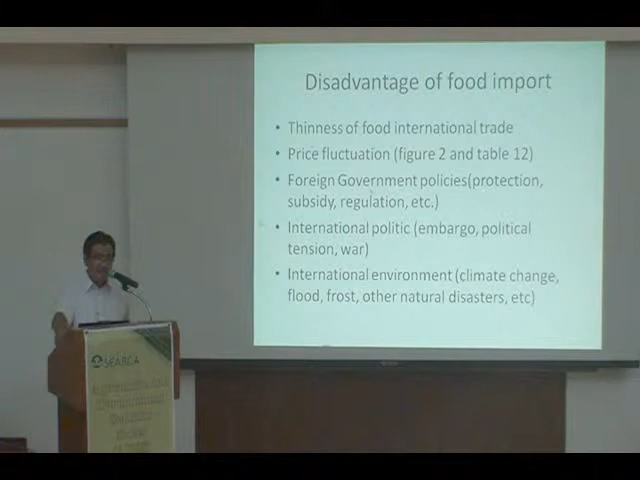 Disadvantage of food import
• Thinness of food international trade
• Price fluctuation (figure 2 and table 12)
• Foreign Government policies(protection,
subsidy, regulation, etc.)
• International politic (embargo, political
tension, war)
• International environment (climate change,
flood, frost, other natural disasters, etc)
SEARCA